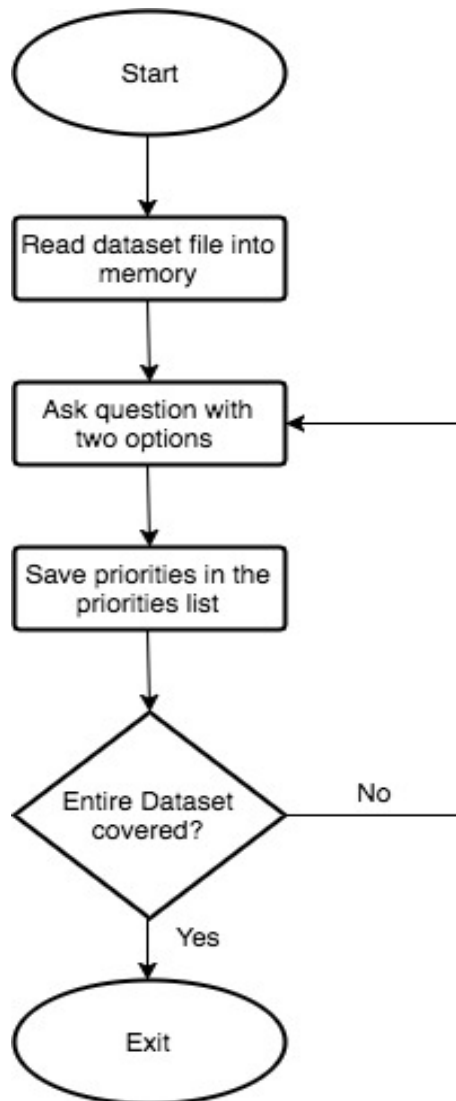 Start
Read dataset file into
memory
Ask question with
two options
Save priorities in the
priorities list
Entire Dataset
covered?
No
Yes
Exit